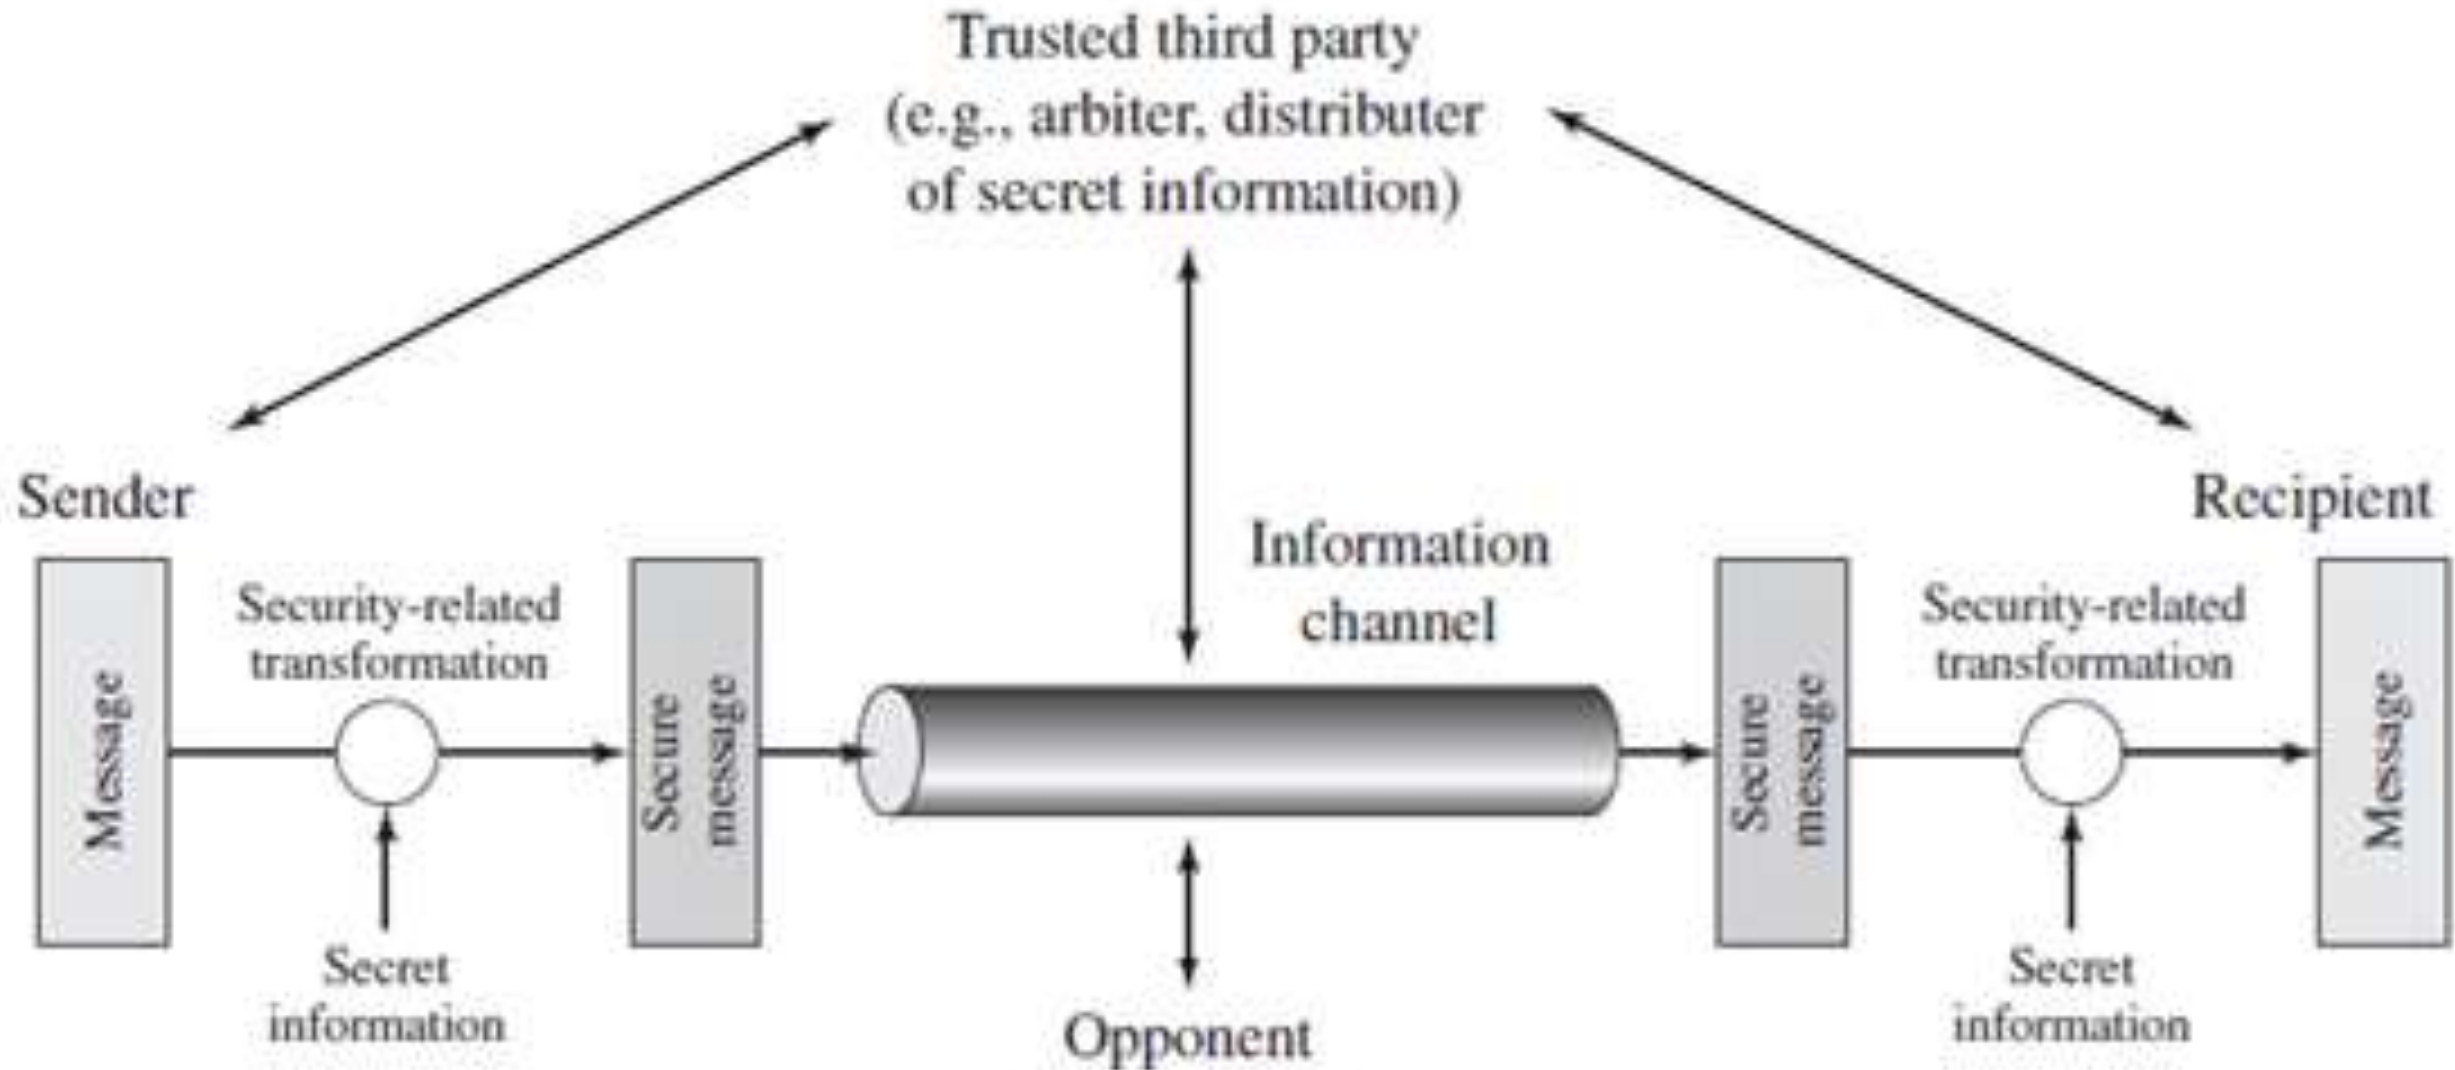 Trusted third party
(e.g., arbiter, distributer
of secret information)
Sender
Recipient
Information
channel
Security-related
transformation
Security-related
transformation
Message
Secure
message
Secure
message
Message
Secret
information
Opponent
Secret
information